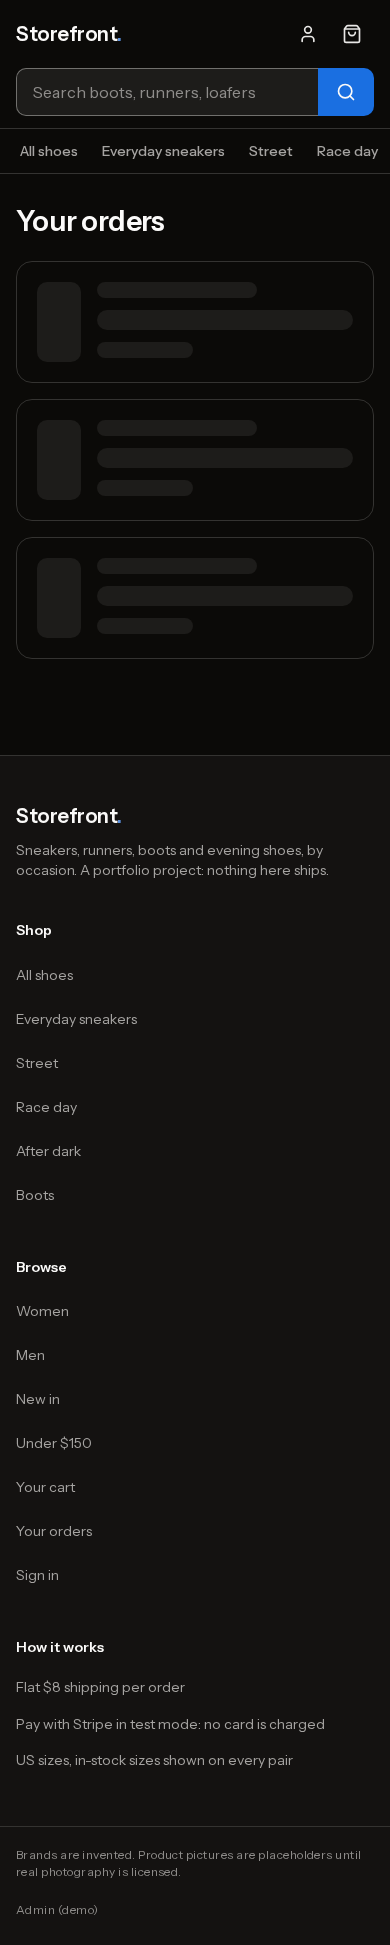 Storefront.
Search boots, runners, loafers
All shoes Everyday sneakers Street Race day
Your orders
Storefront.
Sneakers, runners, boots and evening shoes, by
occasion. A portfolio project: nothing here ships.
Shop
All shoes
Everyday sneakers
Street
Race day
After dark
Boots
Browse
Women
Men
New in
Under $150
Your cart
Your orders
Sign in
How it works
Flat $8 shipping per order
Pay with Stripe in test mode: no card is charged
US sizes, in-stock sizes shown on every pair
Brands are invented. Product pictures are placeholders until
real photography is licensed.
Admin (demo)